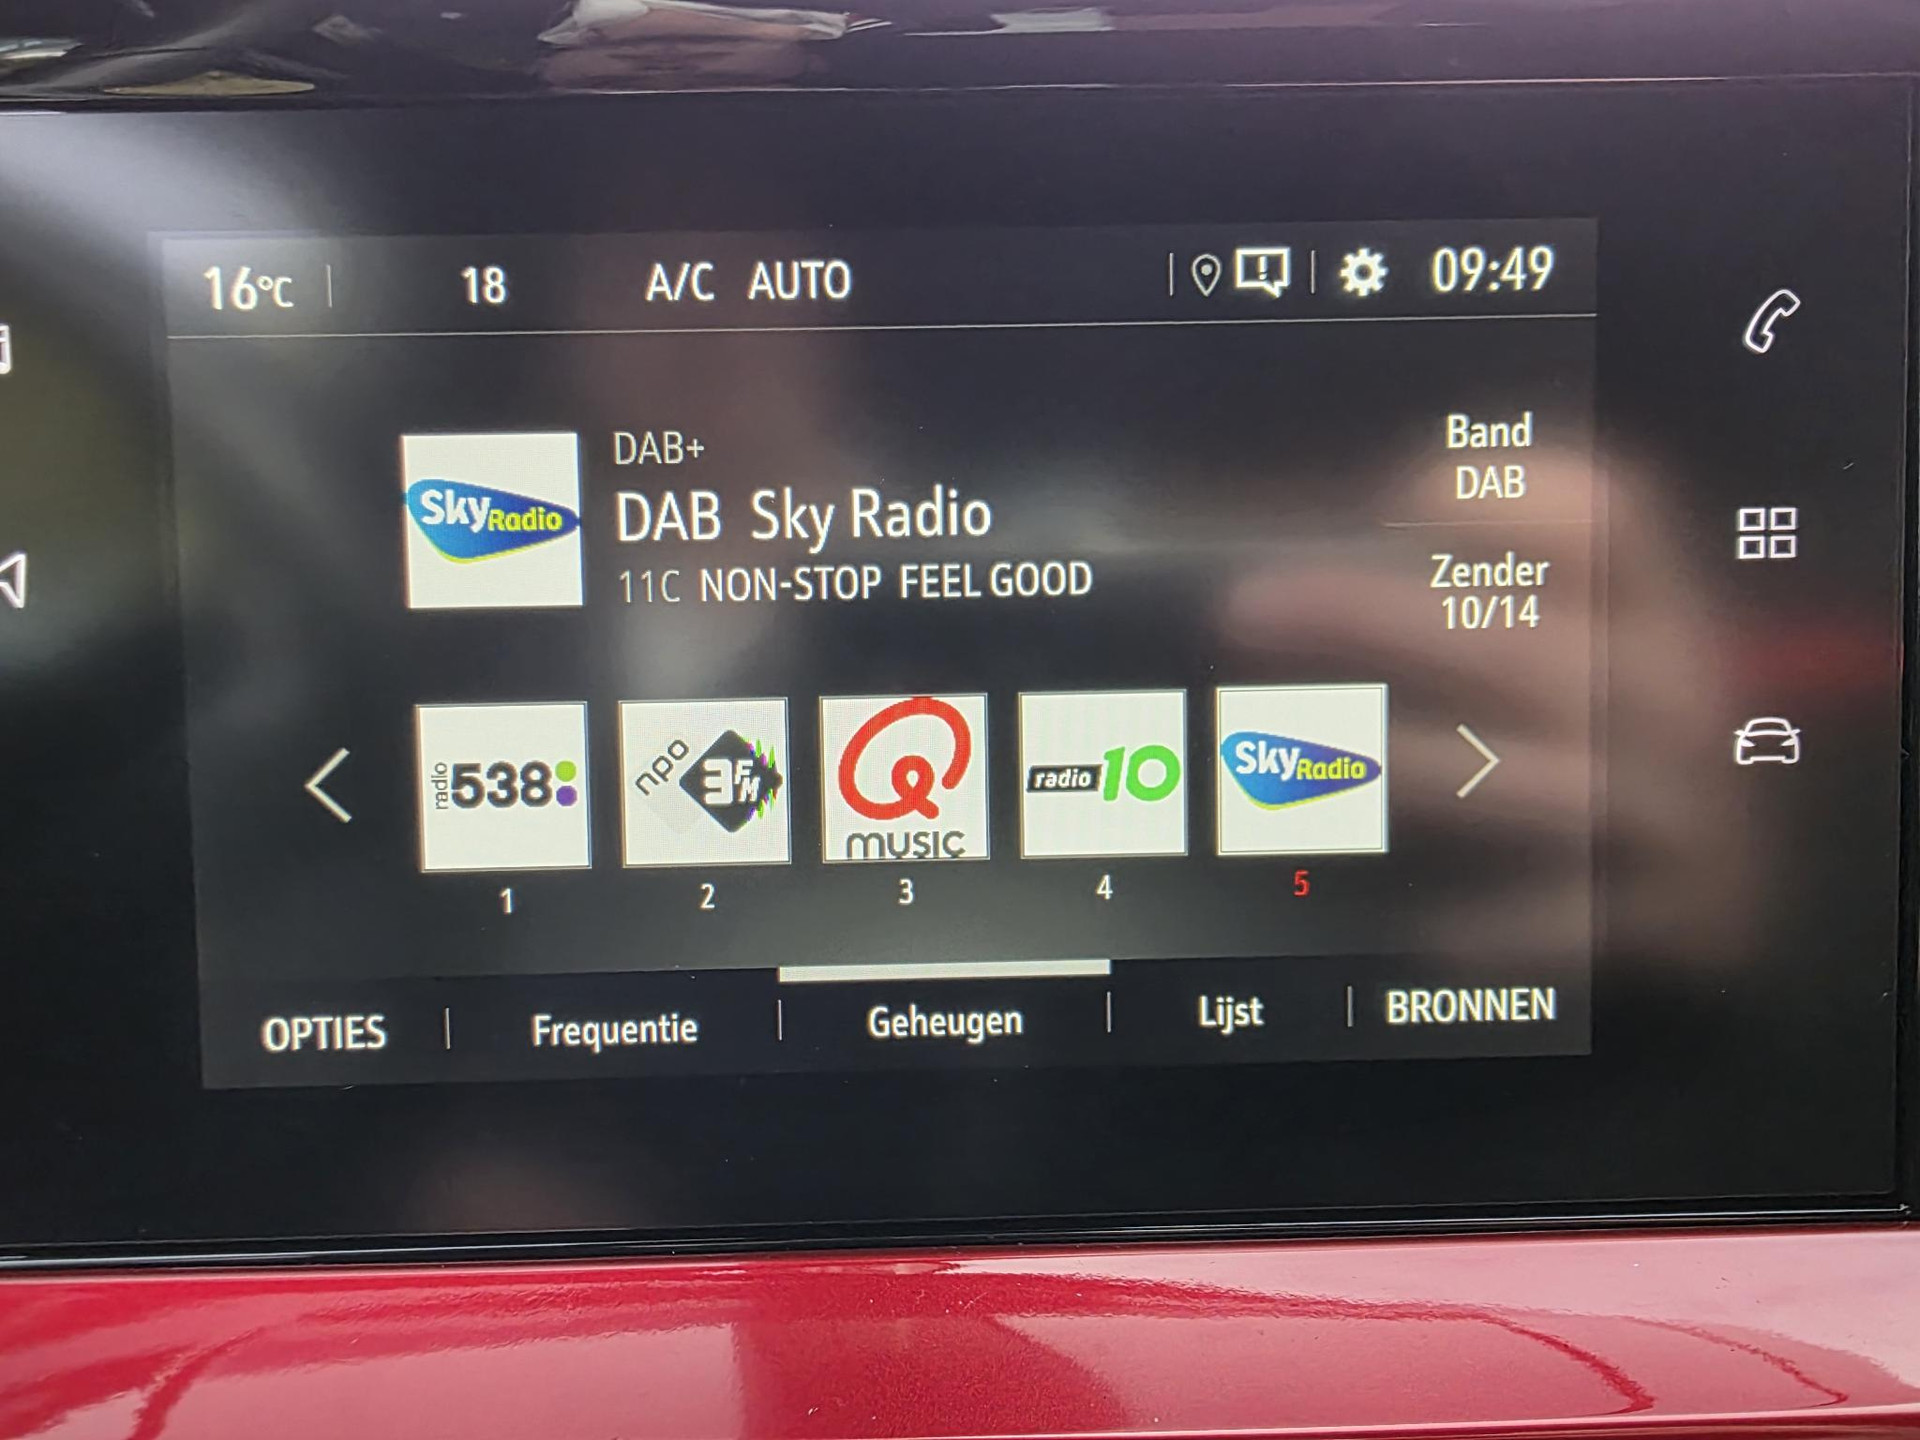 16°C 18 A/C AUTO 09:49
DAB+
DAB Sky Radio
11C NON-STOP FEEL GOOD
Sky Radio
Band
DAB
Zender
10/14
radio 538
npo 3FM
Q music
radio 10
Sky Radio
1 2 3 4 5
OPTIES Frequentie Geheugen Lijst BRONNEN